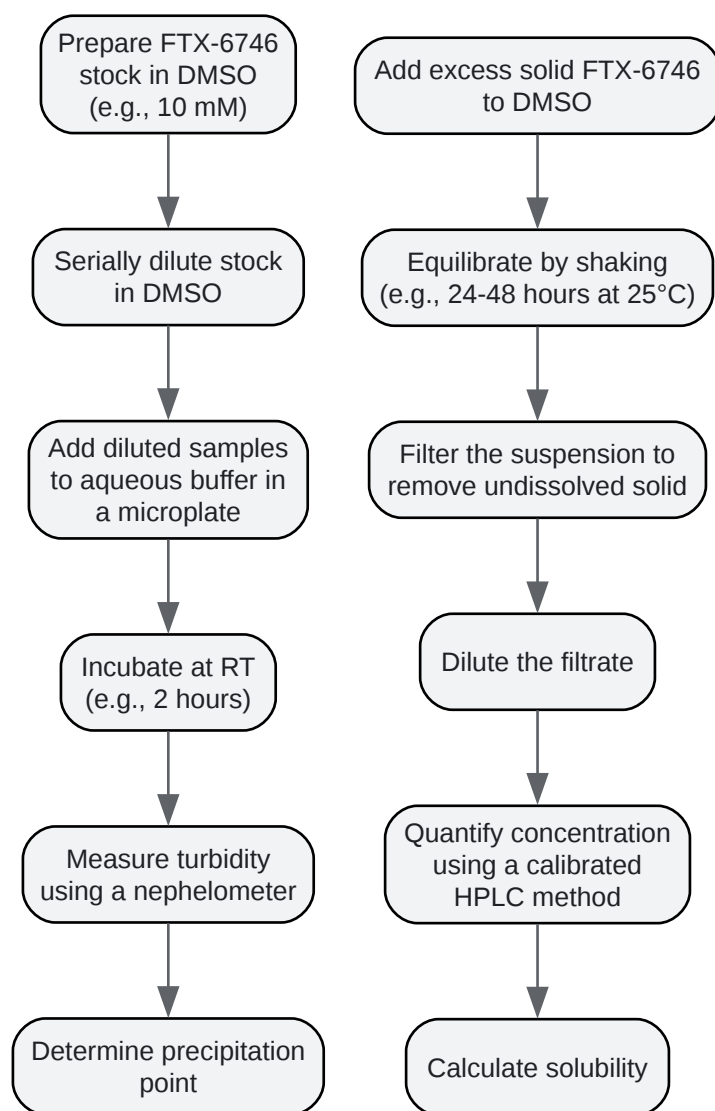 Prepare FTX-6746
stock in DMSO
(e.g., 10 mM)
Serially dilute stock
in DMSO
Add diluted samples
to aqueous buffer in
a microplate
Incubate at RT
(e.g., 2 hours)
Measure turbidity
using a nephelometer
Determine precipitation
point
Add excess solid FTX-6746
to DMSO
Equilibrate by shaking
(e.g., 24-48 hours at 25°C)
Filter the suspension to
remove undissolved solid
Dilute the filtrate
Quantify concentration
using a calibrated
HPLC method
Calculate solubility